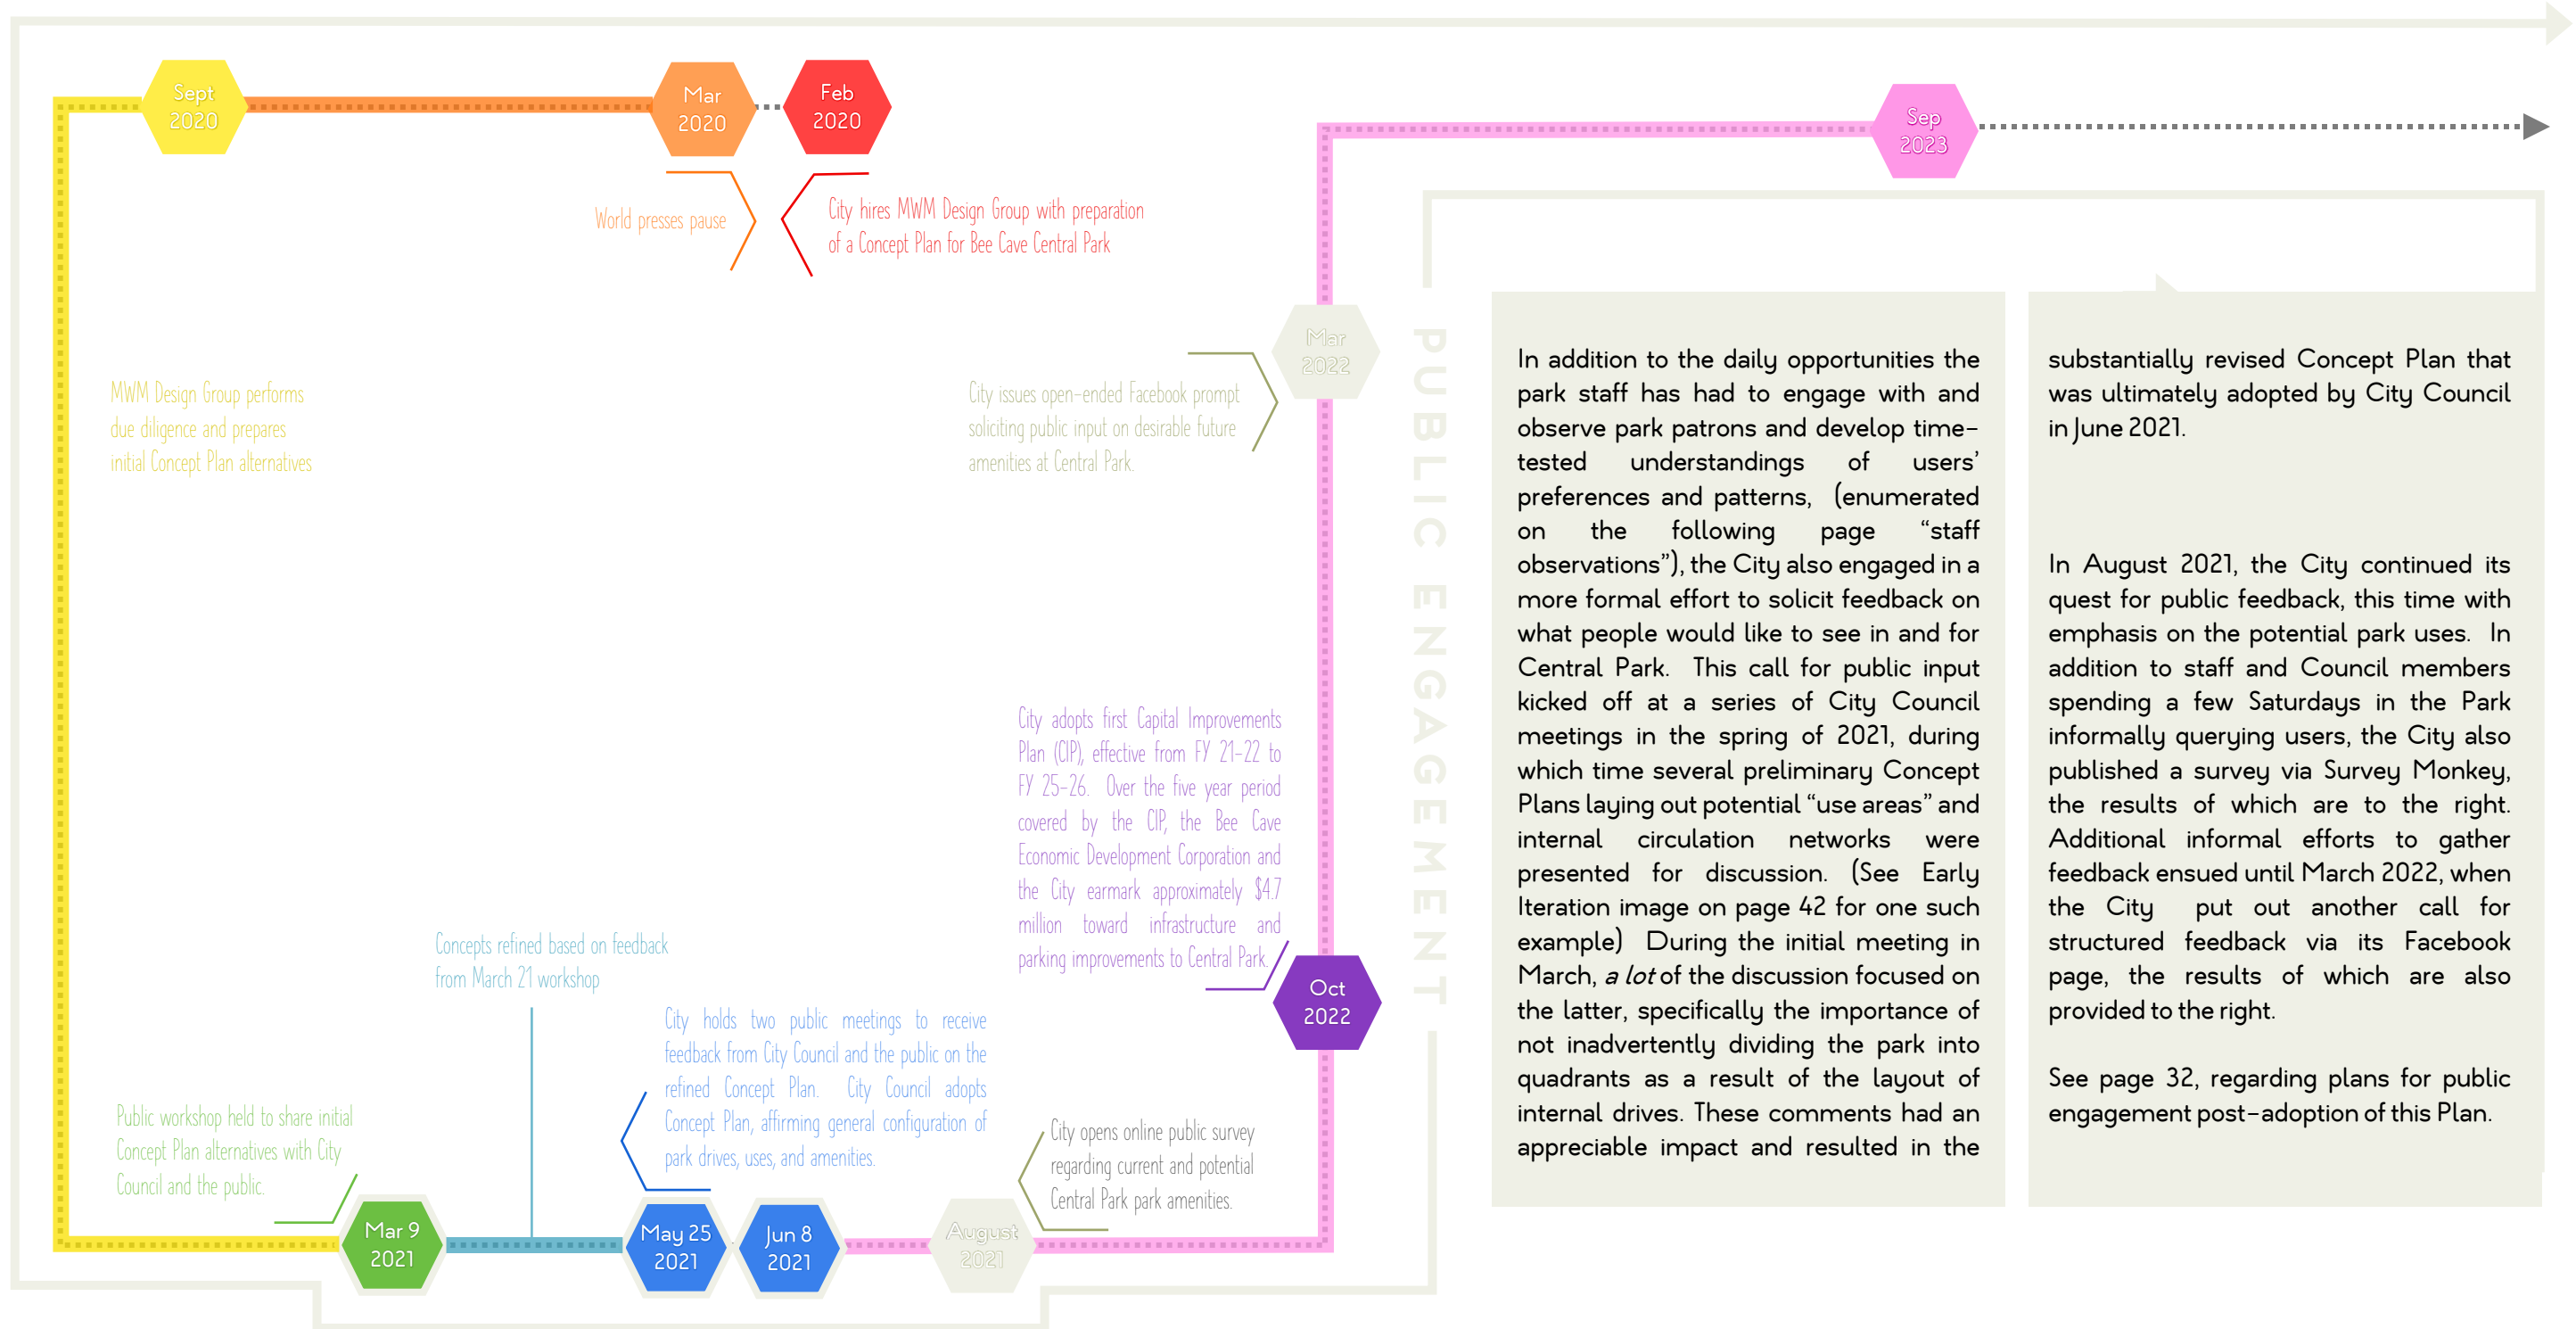 Sept
2020
Mar
2020
Feb
2020
World presses pause
City hires MWM Design Group with preparation
of a Concept Plan for Bee Cave Central Park
MWM Design Group performs
due diligence and prepares
initial Concept Plan alternatives
Public workshop held to share initial
Concept Plan alternatives with City
Council and the public.
Mar 9
2021
Concepts refined based on feedback
from March 21 workshop
City holds two public meetings to receive
feedback from City Council and the public on the
refined Concept Plan. City Council adopts
Concept Plan, affirming general configuration of
park drives, uses, and amenities.
May 25
2021
Jun 8
2021
August
2021
City opens online public survey
regarding current and potential
Central Park park amenities.
City adopts first Capital Improvements
Plan (CIP), effective from FY 21-22 to
FY 25-26. Over the five year period
covered by the CIP, the Bee Cave
Economic Development Corporation and
the City earmark approximately $4.7
million toward infrastructure and
parking improvements to Central Park.
Oct
2022
City issues open-ended Facebook prompt
soliciting public input on desirable future
amenities at Central Park.
Mar
2022
Sep
2023
PUBLIC ENGAGEMENT
In addition to the daily opportunities the
park staff has had to engage with and
observe park patrons and develop time-
tested understandings of users’
preferences and patterns, (enumerated
on the following page “staff
observations”), the City also engaged in a
more formal effort to solicit feedback on
what people would like to see in and for
Central Park. This call for public input
kicked off at a series of City Council
meetings in the spring of 2021, during
which time several preliminary Concept
Plans laying out potential “use areas” and
internal circulation networks were
presented for discussion. (See Early
Iteration image on page 42 for one such
example) During the initial meeting in
March, a lot of the discussion focused on
the latter, specifically the importance of
not inadvertently dividing the park into
quadrants as a result of the layout of
internal drives. These comments had an
appreciable impact and resulted in the
substantially revised Concept Plan that
was ultimately adopted by City Council
in June 2021.
In August 2021, the City continued its
quest for public feedback, this time with
emphasis on the potential park uses. In
addition to staff and Council members
spending a few Saturdays in the Park
informally querying users, the City also
published a survey via Survey Monkey,
the results of which are to the right.
Additional informal efforts to gather
feedback ensued until March 2022, when
the City put out another call for
structured feedback via its Facebook
page, the results of which are also
provided to the right.
See page 32, regarding plans for public
engagement post-adoption of this Plan.